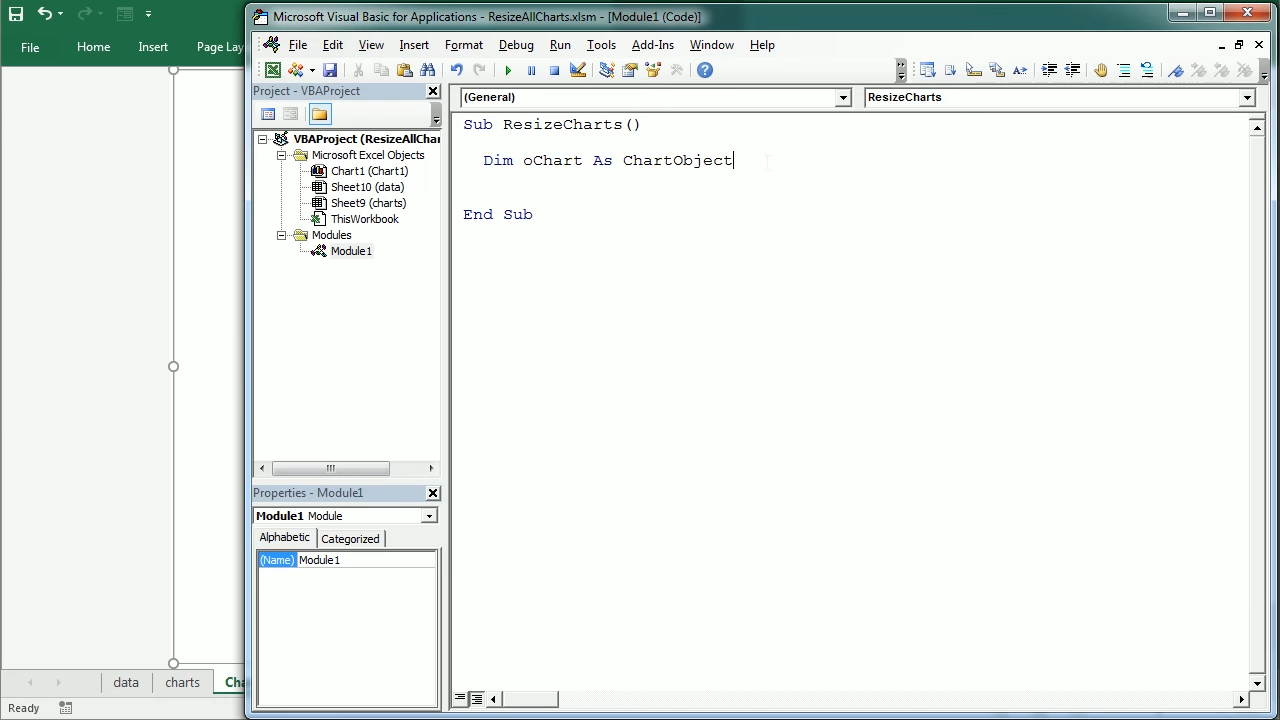 Microsoft Visual Basic for Applications - ResizeAllCharts.xlsm - [Module1 (Code)]
File Home Insert Page Lay
File Edit View Insert Format Debug Run Tools Add-Ins Window Help
Project - VBAProject
(General) ResizeCharts
VBAProject (ResizeAllChar
Microsoft Excel Objects
Chart1 (Chart1)
Sheet10 (data)
Sheet9 (charts)
ThisWorkbook
Modules
Module1
Sub ResizeCharts()
Dim oChart As ChartObject
End Sub
Properties - Module1
Module1 Module
Alphabetic Categorized
(Name) Module1
data charts Cha
Ready